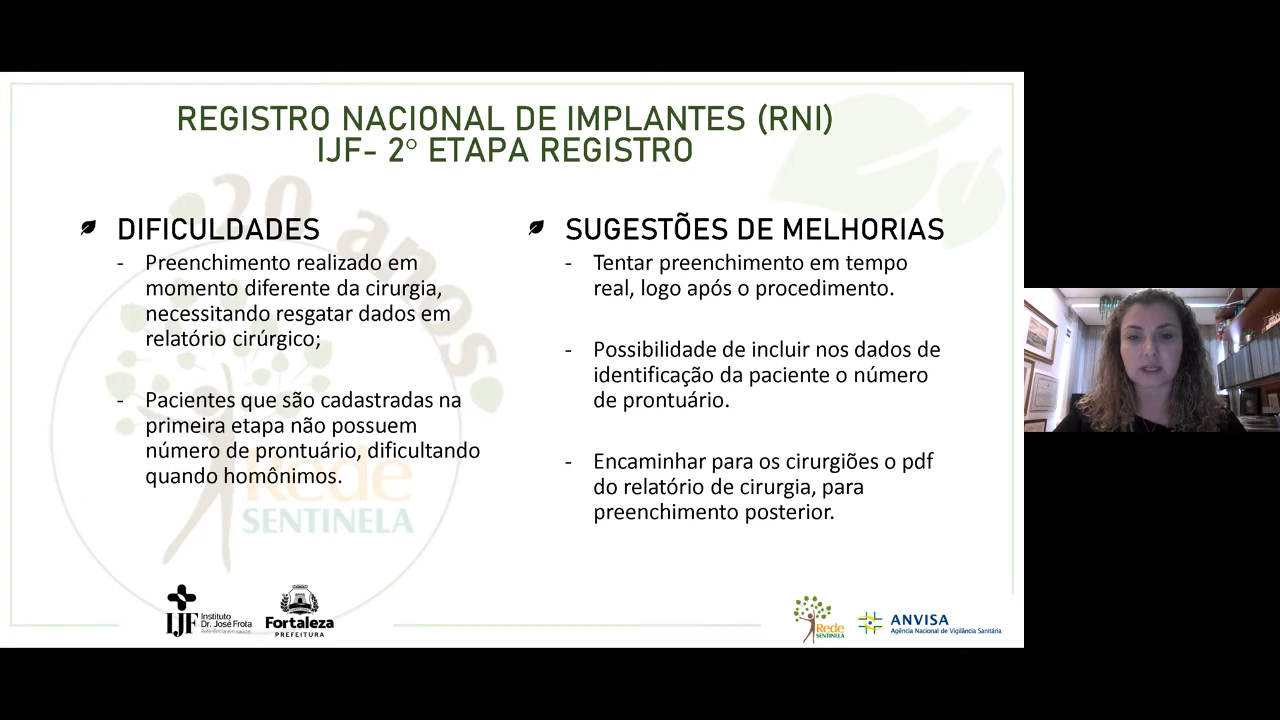 REGISTRO NACIONAL DE IMPLANTES (RNI)
IJF- 2° ETAPA REGISTRO
20 anos
DIFICULDADES
- Preenchimento realizado em
momento diferente da cirurgia,
necessitando resgatar dados em
relatório cirúrgico;
- Pacientes que são cadastradas na
primeira etapa não possuem
número de prontuário, dificultando
quando homônimos.
Rede
SENTINELA
SUGESTÕES DE MELHORIAS
- Tentar preenchimento em tempo
real, logo após o procedimento.
- Possibilidade de incluir nos dados de
identificação da paciente o número
de prontuário.
- Encaminhar para os cirurgiões o pdf
do relatório de cirurgia, para
preenchimento posterior.
IJF
Instituto
Dr. José Frota
Referência em saúde
Fortaleza
PREFEITURA
Rede
SENTINELA
ANVISA
Agência Nacional de Vigilância Sanitária